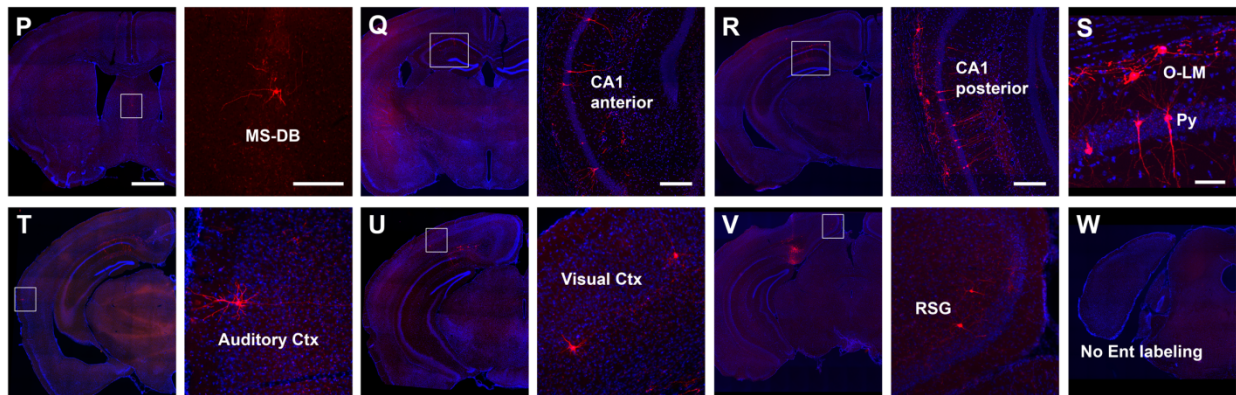 P
MS-DB
Q
CA1
anterior
R
CA1
posterior
S
O-LM
Py
T
Auditory Ctx
U
Visual Ctx
V
RSG
W
No Ent labeling